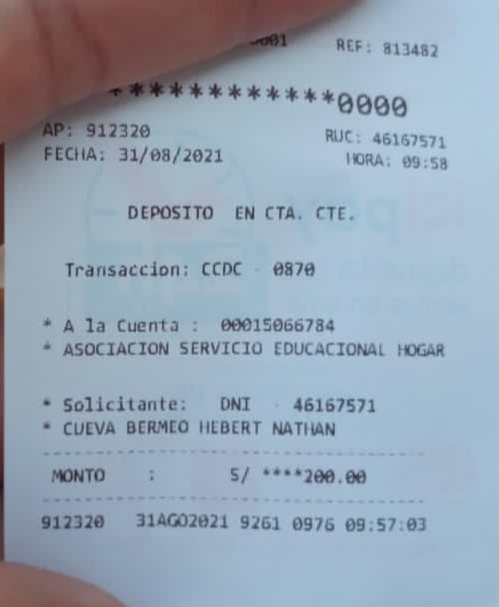 0001 REF: 813482
************0000
AP: 912320 RUC: 46167571
FECHA: 31/08/2021 HORA: 09:58
DEPOSITO EN CTA. CTE.
Transaccion: CCDC - 0870
* A la Cuenta : 00015066784
* ASOCIACION SERVICIO EDUCACIONAL HOGAR
* Solicitante: DNI - 46167571
* CUEVA BERMEO HEBERT NATHAN
MONTO : S/ ****200.00
912320 31AGO2021 9261 0976 09:57:03